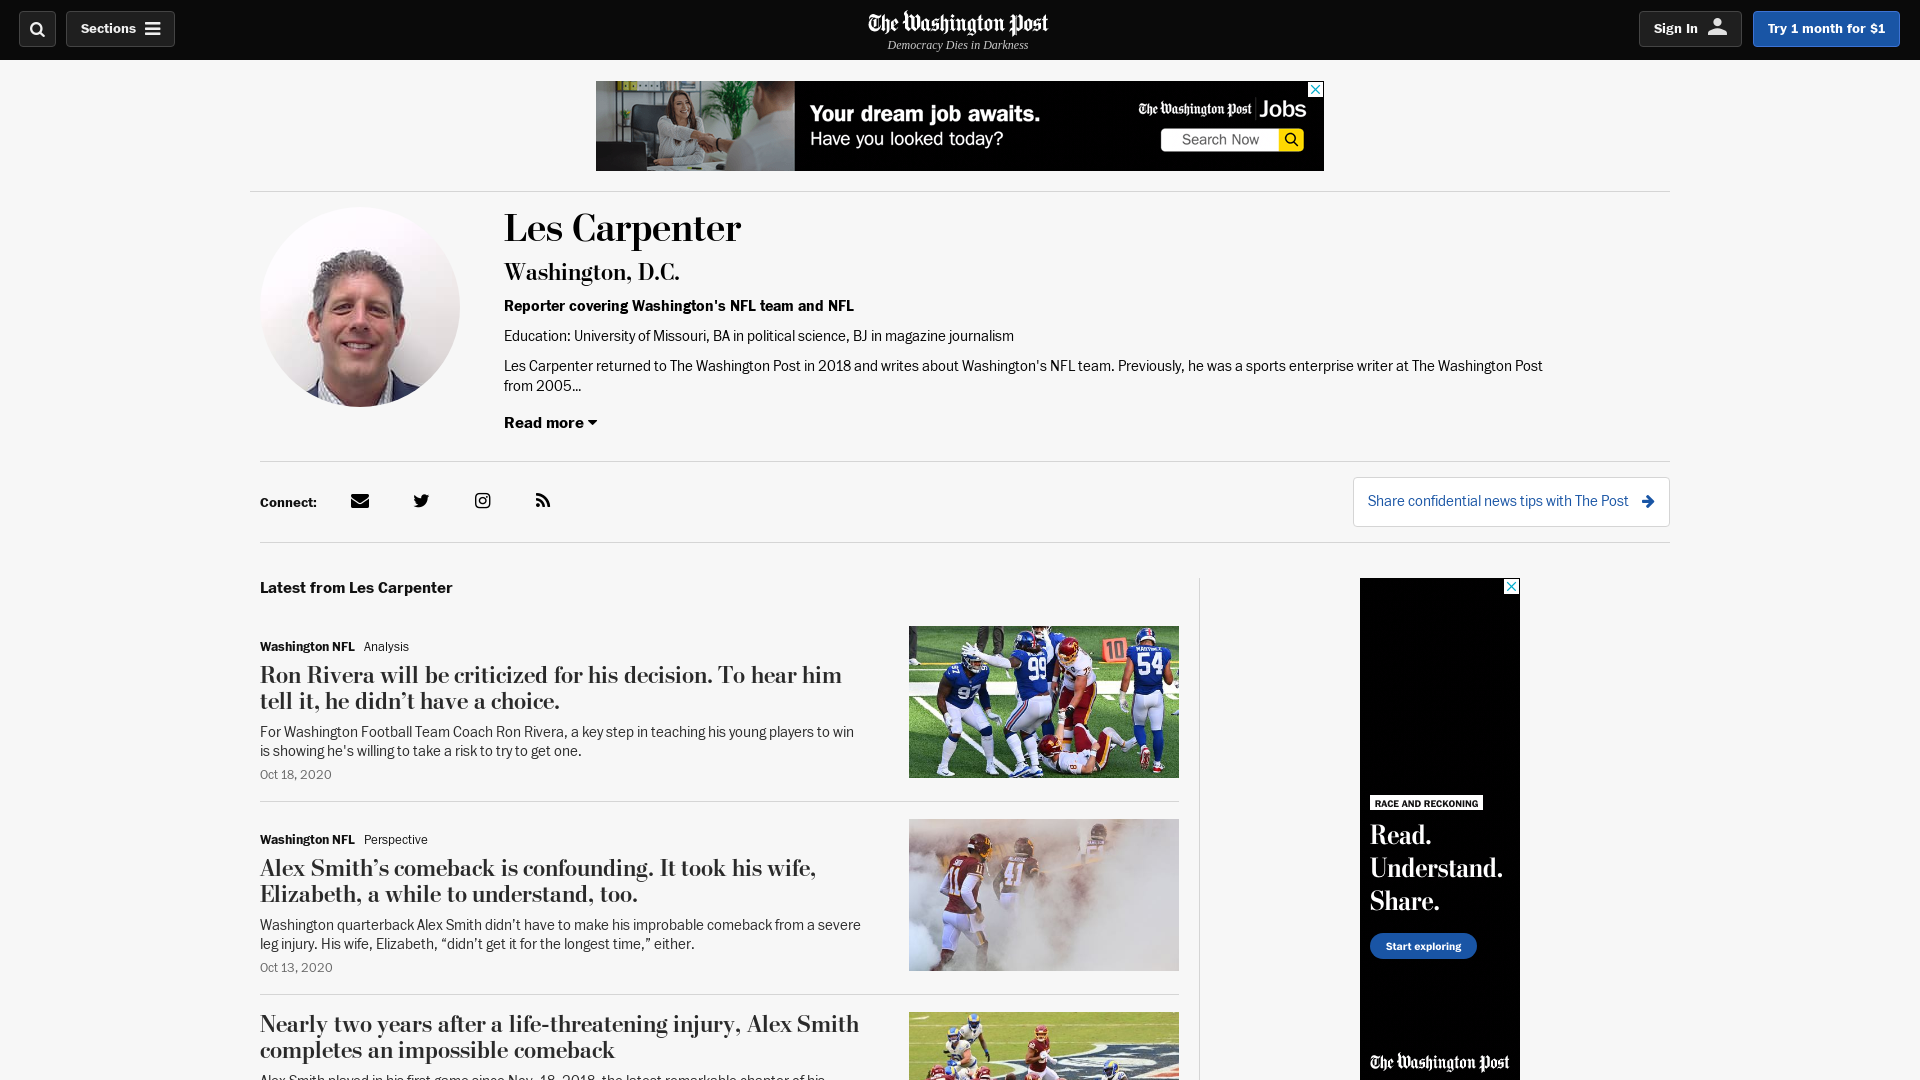 Sections
The Washington Post
Democracy Dies in Darkness
Sign In
Try 1 month for $1
Your dream job awaits.
Have you looked today?
The Washington Post Jobs
Search Now
Les Carpenter
Washington, D.C.
Reporter covering Washington's NFL team and NFL
Education: University of Missouri, BA in political science, BJ in magazine journalism
Les Carpenter returned to The Washington Post in 2018 and writes about Washington's NFL team. Previously, he was a sports enterprise writer at The Washington Post
from 2005...
Read more
Connect:
Share confidential news tips with The Post
Latest from Les Carpenter
Washington NFL Analysis
Ron Rivera will be criticized for his decision. To hear him
tell it, he didn’t have a choice.
For Washington Football Team Coach Ron Rivera, a key step in teaching his young players to win
is showing he's willing to take a risk to try to get one.
Oct 18, 2020
10
97
99
54
Washington NFL Perspective
Alex Smith’s comeback is confounding. It took his wife,
Elizabeth, a while to understand, too.
Washington quarterback Alex Smith didn’t have to make his improbable comeback from a severe
leg injury. His wife, Elizabeth, “didn’t get it for the longest time,” either.
Oct 13, 2020
11
41
Nearly two years after a life-threatening injury, Alex Smith
completes an impossible comeback
Alex Smith played in his first game since Nov. 18, 2018, the latest remarkable chapter of his
RACE AND RECKONING
Read.
Understand.
Share.
Start exploring
The Washington Post